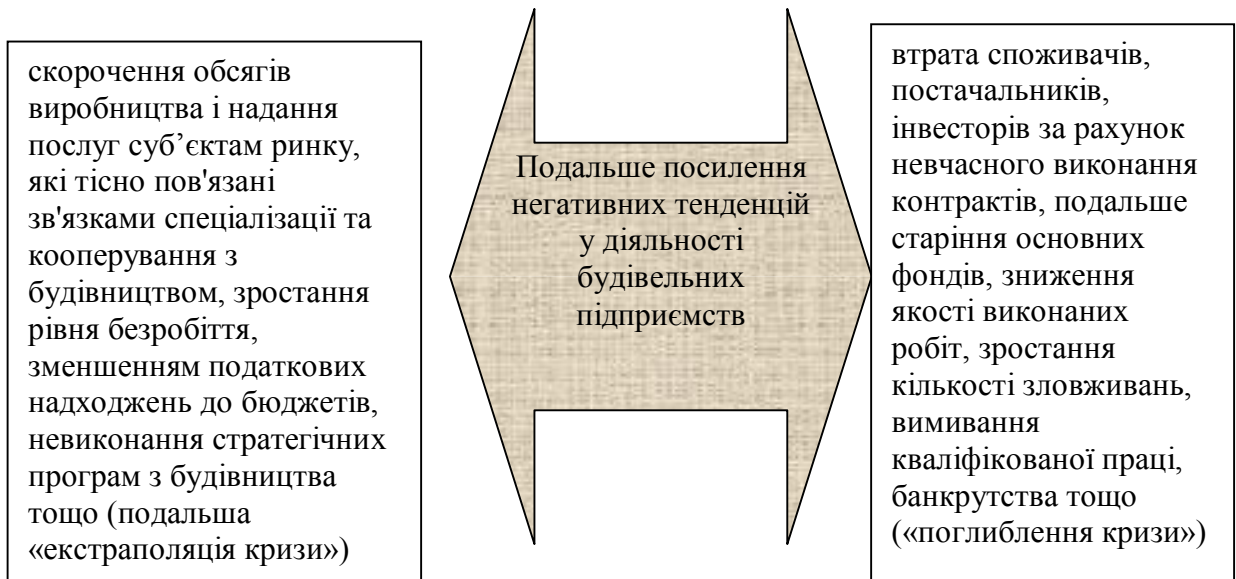 скорочення обсягів
виробництва і надання
послуг суб’єктам ринку,
які тісно пов'язані
зв'язками спеціалізації та
кооперування з
будівництвом, зростання
рівня безробіття,
зменшенням податкових
надходжень до бюджетів,
невиконання стратегічних
програм з будівництва
тощо (подальша
«екстраполяція кризи»)
Подальше посилення
негативних тенденцій
у діяльності
будівельних
підприємств
втрата споживачів,
постачальників,
інвесторів за рахунок
невчасного виконання
контрактів, подальше
старіння основних
фондів, зниження
якості виконаних
робіт, зростання
кількості зловживань,
вимивання
кваліфікованої праці,
банкрутства тощо
(«поглиблення кризи»)